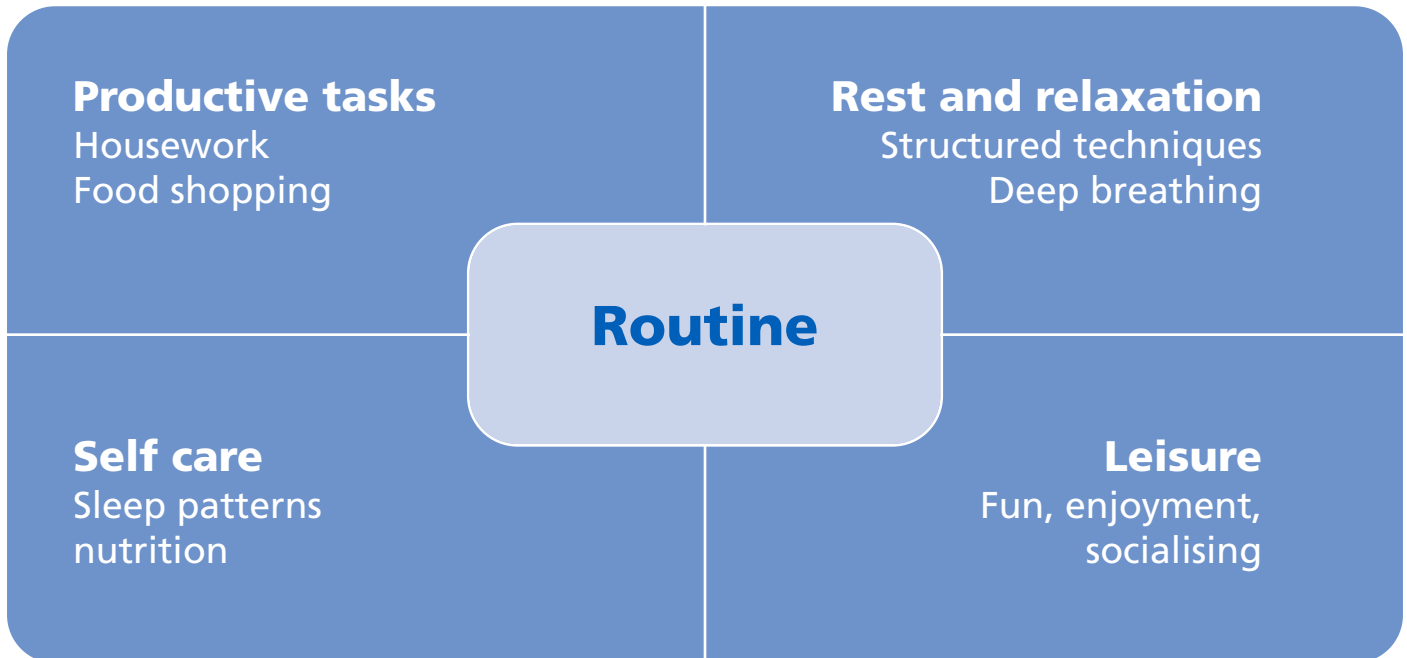 Productive tasks
Housework
Food shopping
Rest and relaxation
Structured techniques
Deep breathing
Routine
Self care
Sleep patterns
nutrition
Leisure
Fun, enjoyment,
socialising